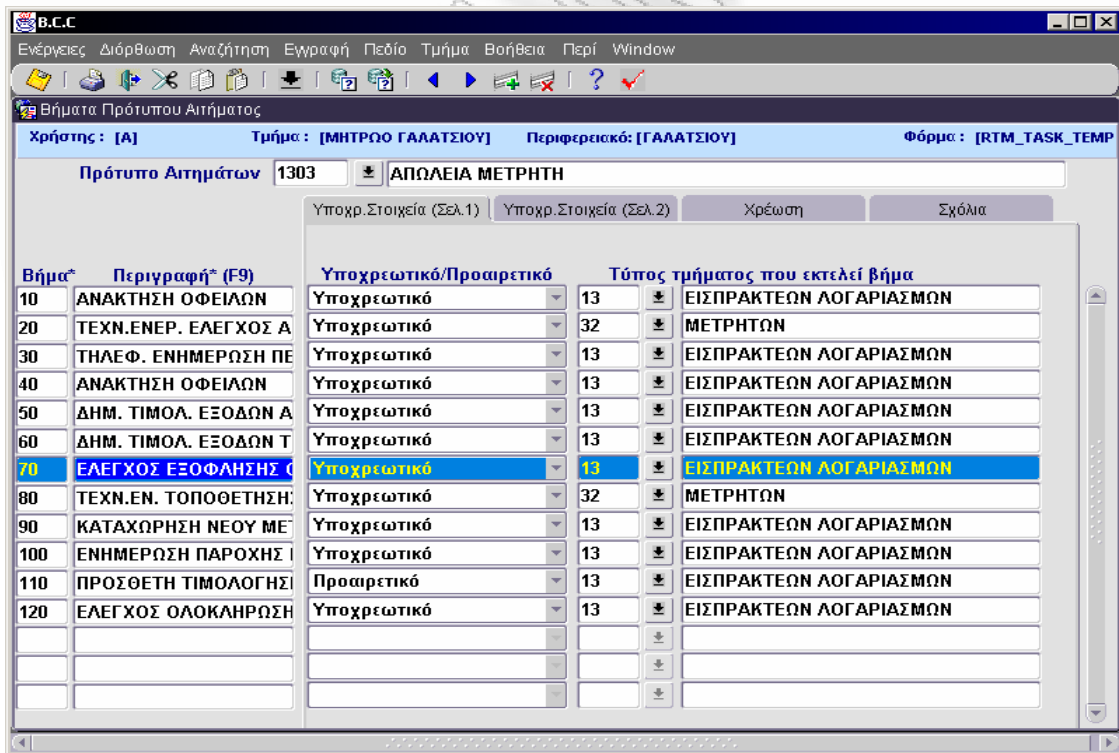 B.C.C
Ενέργειες Διόρθωση Αναζήτηση Εγγραφή Πεδίο Τμήμα Βοήθεια Περί Window
Βήματα Πρότυπου Αιτήματος
Χρήστης : [A] Τμήμα : [ΜΗΤΡΩΟ ΓΑΛΑΤΣΙΟΥ] Περιφερειακό: [ΓΑΛΑΤΣΙΟΥ] Φόρμα : [RTM_TASK_TEMP
Πρότυπο Αιτημάτων 1303 ΑΠΩΛΕΙΑ ΜΕΤΡΗΤΗ
Υποχρ.Στοιχεία (Σελ.1) Υποχρ.Στοιχεία (Σελ.2) Χρέωση Σχόλια
Βήμα* Περιγραφή* (F9) Υποχρεωτικό/Προαιρετικό Τύπος τμήματος που εκτελεί βήμα
10 ΑΝΑΚΤΗΣΗ ΟΦΕΙΛΩΝ Υποχρεωτικό 13 ΕΙΣΠΡΑΚΤΕΩΝ ΛΟΓΑΡΙΑΣΜΩΝ
20 ΤΕΧΝ.ΕΝΕΡ. ΕΛΕΓΧΟΣ Α Υποχρεωτικό 32 ΜΕΤΡΗΤΩΝ
30 ΤΗΛΕΦ. ΕΝΗΜΕΡΩΣΗ ΠΕ Υποχρεωτικό 13 ΕΙΣΠΡΑΚΤΕΩΝ ΛΟΓΑΡΙΑΣΜΩΝ
40 ΑΝΑΚΤΗΣΗ ΟΦΕΙΛΩΝ Υποχρεωτικό 13 ΕΙΣΠΡΑΚΤΕΩΝ ΛΟΓΑΡΙΑΣΜΩΝ
50 ΔΗΜ. ΤΙΜΟΛ. ΕΞΟΔΩΝ Α Υποχρεωτικό 13 ΕΙΣΠΡΑΚΤΕΩΝ ΛΟΓΑΡΙΑΣΜΩΝ
60 ΔΗΜ. ΤΙΜΟΛ. ΕΞΟΔΩΝ Τ Υποχρεωτικό 13 ΕΙΣΠΡΑΚΤΕΩΝ ΛΟΓΑΡΙΑΣΜΩΝ
70 ΕΛΕΓΧΟΣ ΕΞΟΦΛΗΣΗΣ Ο Υποχρεωτικό 13 ΕΙΣΠΡΑΚΤΕΩΝ ΛΟΓΑΡΙΑΣΜΩΝ
80 ΤΕΧΝ.ΕΝ. ΤΟΠΟΘΕΤΗΣΗΣ Υποχρεωτικό 32 ΜΕΤΡΗΤΩΝ
90 ΚΑΤΑΧΩΡΗΣΗ ΝΕΟΥ ΜΕΤ Υποχρεωτικό 13 ΕΙΣΠΡΑΚΤΕΩΝ ΛΟΓΑΡΙΑΣΜΩΝ
100 ΕΝΗΜΕΡΩΣΗ ΠΑΡΟΧΗΣ Υποχρεωτικό 13 ΕΙΣΠΡΑΚΤΕΩΝ ΛΟΓΑΡΙΑΣΜΩΝ
110 ΠΡΟΣΘΕΤΗ ΤΙΜΟΛΟΓΗΣΗ Προαιρετικό 13 ΕΙΣΠΡΑΚΤΕΩΝ ΛΟΓΑΡΙΑΣΜΩΝ
120 ΕΛΕΓΧΟΣ ΟΛΟΚΛΗΡΩΣΗ Υποχρεωτικό 13 ΕΙΣΠΡΑΚΤΕΩΝ ΛΟΓΑΡΙΑΣΜΩΝ